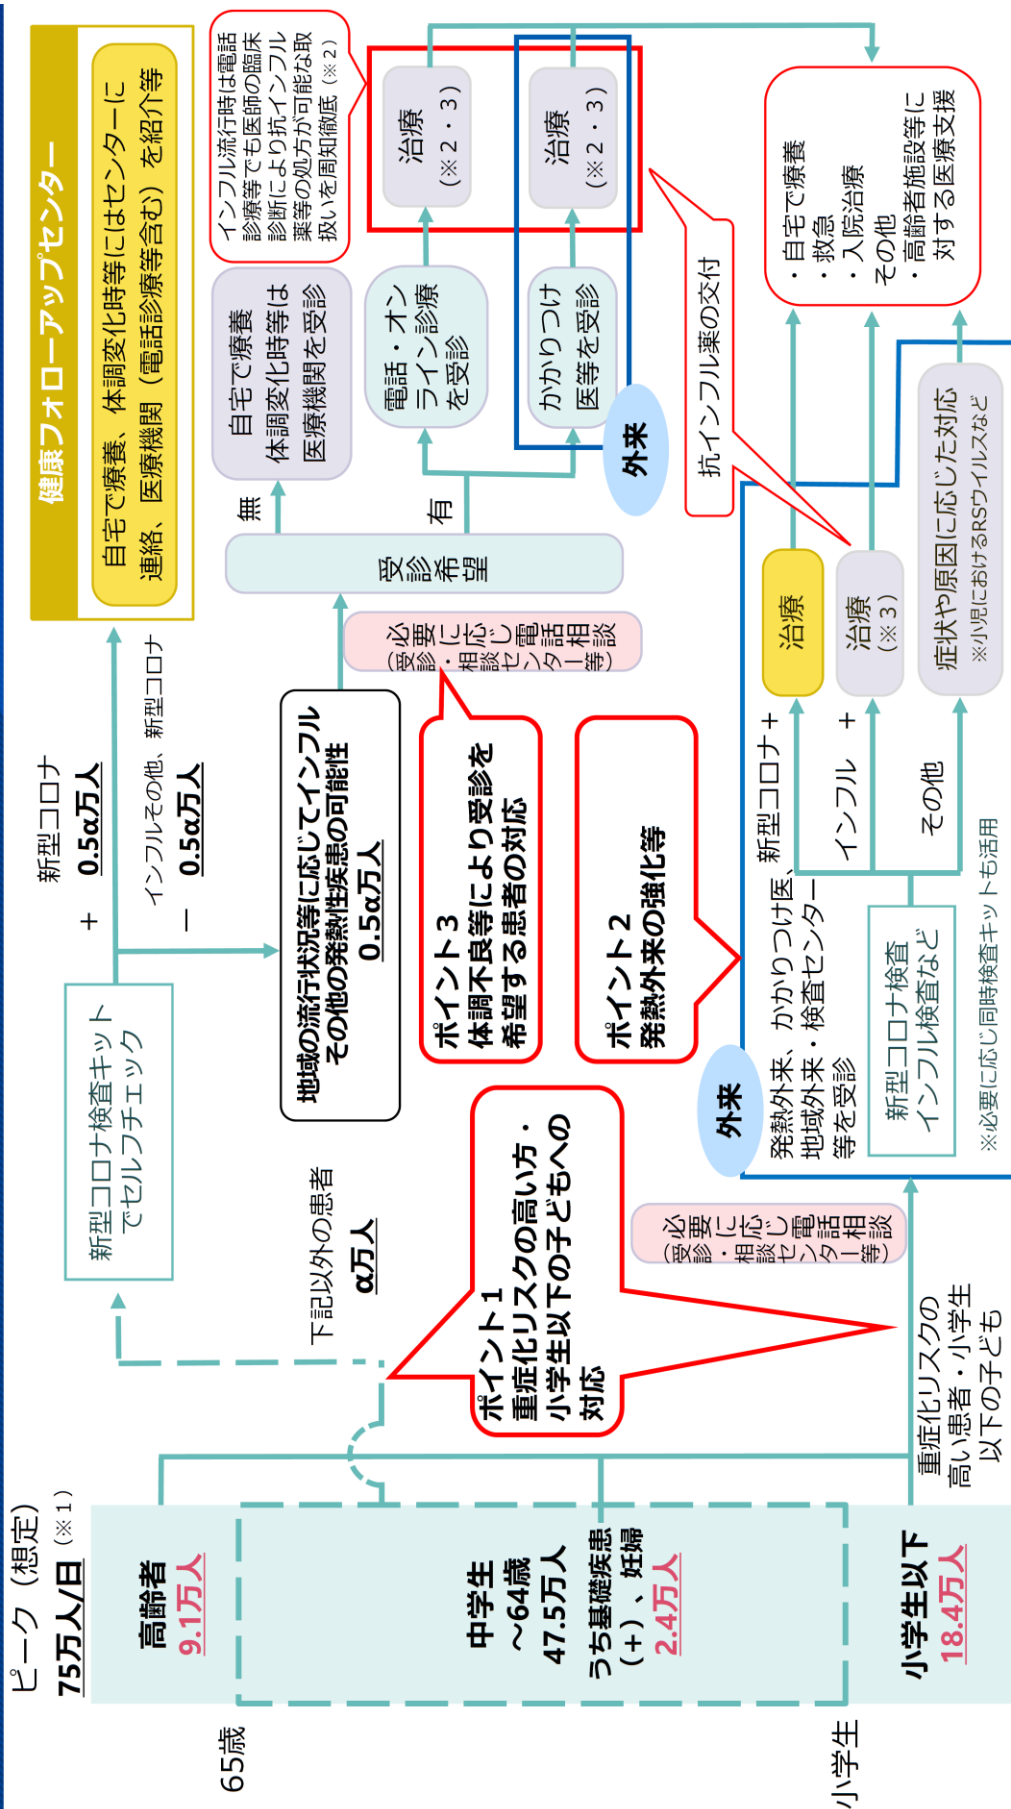 ピーク（想定）
75万人/日（※1）
65歳
小学生
高齢者
9.1万人
中学生
～64歳
47.5万人
うち基礎疾患
（+）、妊婦
2.4万人
小学生以下
18.4万人
下記以外の患者
α万人
新型コロナ検査キット
でセルフチェック
+
新型コロナ
0.5α万人
−
インフルその他、新型コロナ
0.5α万人
健康フォローアップセンター
自宅で療養、体調変化時等にはセンターに
連絡、医療機関（電話診療等含む）を紹介等
地域の流行状況等に応じてインフル
その他の発熱性疾患の可能性
0.5α万人
必要に応じ電話相談
（受診・相談センター等）
受診希望
無
有
自宅で療養
体調変化時等は
医療機関を受診
電話・オン
ライン診療
を受診
かかりつけ
医等を受診
外来
インフル流行時は電話
診療等でも医師の臨床
診断により抗インフル
薬等の処方が可能な取
扱いを周知徹底（※2）
治療
（※2・3）
治療
（※2・3）
ポイント1
重症化リスクの高い方・
小学生以下の子どもへの
対応
ポイント3
体調不良等により受診を
希望する患者の対応
ポイント2
発熱外来の強化等
重症化リスクの
高い患者・小学生
以下の子ども
必要に応じ電話相談
（受診・相談センター等）
外来
発熱外来、かかりつけ医、
地域外来・検査センター
等を受診
新型コロナ検査
インフル検査など
※必要に応じ同時検査キットも活用
新型コロナ+
インフル +
その他
治療
治療
（※3）
症状や原因に応じた対応
※小児におけるRSウイルスなど
抗インフル薬の交付
・自宅で療養
・救急
・入院治療
その他
・高齢者施設等に
対する医療支援